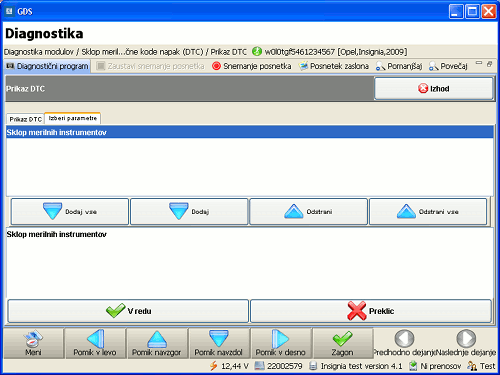 GDS
Diagnostika
Diagnostika modulov / Sklop meril...čne kode napak (DTC) / Prikaz DTC w0l0tgf5461234567 [Opel,Insignia,2009]
Diagnostični program Zaustavi snemanje posnetka Snemanje posnetka Posnetek zaslona Pomanjšaj Povečaj
Prikaz DTC Izhod
Prikaz DTC Izberi parametre
Sklop merilnih instrumentov
Dodaj vse Dodaj Odstrani Odstrani vse
Sklop merilnih instrumentov
V redu Preklic
Meni Pomik v levo Pomik navzgor Pomik navzdol Pomik v desno Zagon Predhodno dejanje Naslednje dejanje
12,44 V 22002579 Insignia test version 4.1 Ni prenosov Test